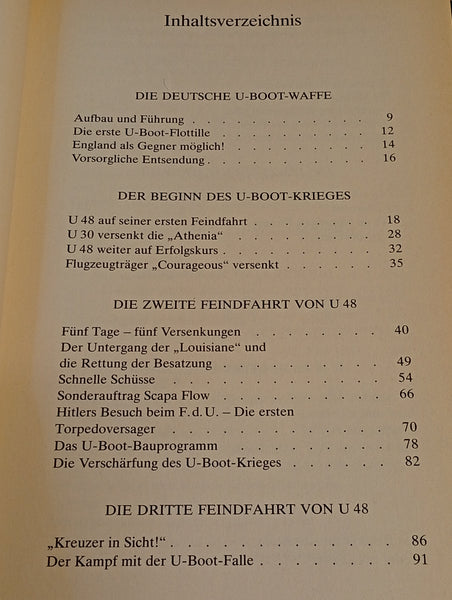 Inhaltsverzeichnis
DIE DEUTSCHE U-BOOT-WAFFE
Aufbau und Führung . . . . . . . . . . . . 9
Die erste U-Boot-Flottille . . . . . . . . . . 12
England als Gegner möglich! . . . . . . . . . 14
Vorsorgliche Entsendung . . . . . . . . . . . 16
DER BEGINN DES U-BOOT-KRIEGES
U 48 auf seiner ersten Feindfahrt . . . . . . . . 18
U 30 versenkt die „Athenia“ . . . . . . . . . 28
U 48 weiter auf Erfolgskurs . . . . . . . . . . 32
Flugzeugträger „Courageous“ versenkt . . . . . . 35
DIE ZWEITE FEINDFAHRT VON U 48
Fünf Tage – fünf Versenkungen . . . . . . . . 40
Der Untergang der „Louisiane“ und
die Rettung der Besatzung . . . . . . . . . . 49
Schnelle Schüsse . . . . . . . . . . . . 54
Sonderauftrag Scapa Flow . . . . . . . . . . 66
Hitlers Besuch beim F. d. U. – Die ersten
Torpedoversager . . . . . . . . . . . . 70
Das U-Boot-Bauprogramm . . . . . . . . . 78
Die Verschärfung des U-Boot-Krieges . . . . . . 82
DIE DRITTE FEINDFAHRT VON U 48
„Kreuzer in Sicht!“ . . . . . . . . . . . . . 86
Der Kampf mit der U-Boot-Falle . . . . . . . . 91